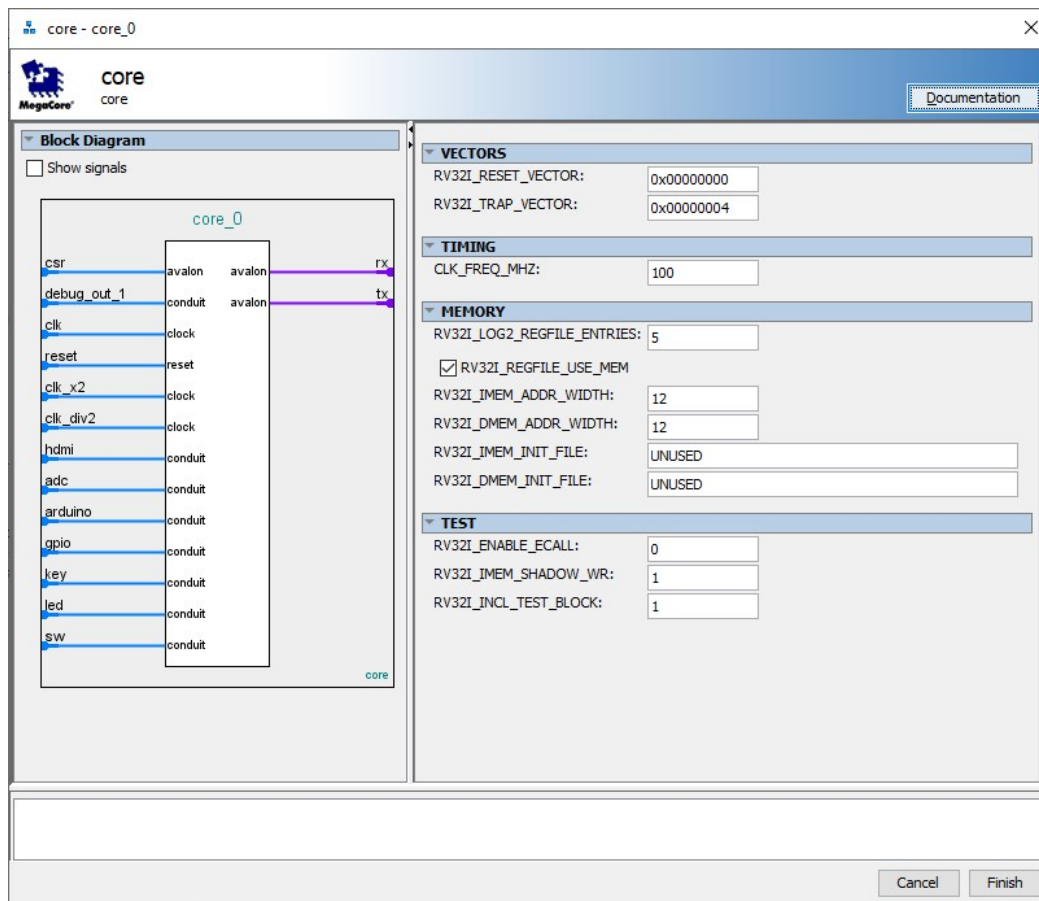 core - core_0
MegaCore®
core
core
Documentation
Block Diagram
Show signals
core_0
csr avalon avalon rx
debug_out_1 conduit avalon tx
clk clock
reset reset
clk_x2 clock
clk_div2 clock
hdmi conduit
adc conduit
arduino conduit
gpio conduit
key conduit
led conduit
sw conduit
core
VECTORS
RV32I_RESET_VECTOR: 0x00000000
RV32I_TRAP_VECTOR: 0x00000004
TIMING
CLK_FREQ_MHZ: 100
MEMORY
RV32I_LOG2_REGFILE_ENTRIES: 5
RV32I_REGFILE_USE_MEM
RV32I_IMEM_ADDR_WIDTH: 12
RV32I_DMEM_ADDR_WIDTH: 12
RV32I_IMEM_INIT_FILE: UNUSED
RV32I_DMEM_INIT_FILE: UNUSED
TEST
RV32I_ENABLE_ECALL: 0
RV32I_IMEM_SHADOW_WR: 1
RV32I_INCL_TEST_BLOCK: 1
Cancel Finish